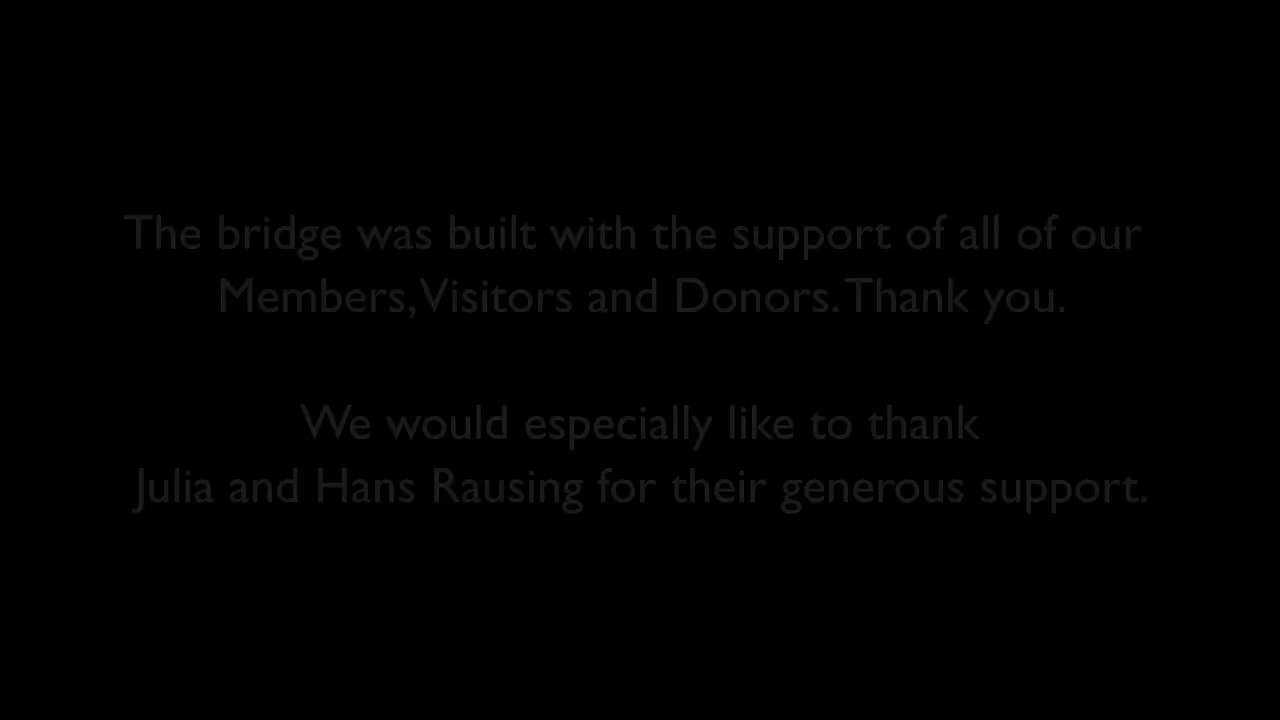 The bridge was built with the support of all of our
Members, Visitors and Donors. Thank you.
We would especially like to thank
Julia and Hans Rausing for their generous support.